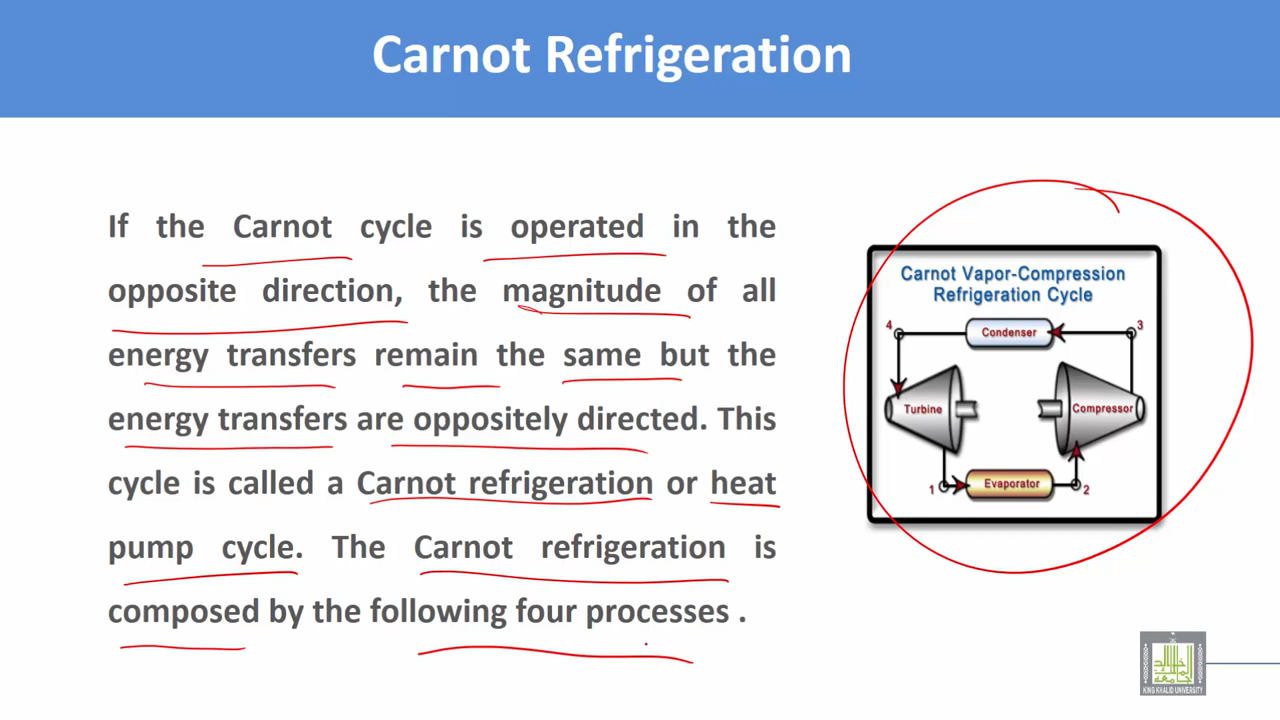 Carnot Refrigeration
If the Carnot cycle is operated in the
opposite direction, the magnitude of all
energy transfers remain the same but the
energy transfers are oppositely directed. This
cycle is called a Carnot refrigeration or heat
pump cycle. The Carnot refrigeration is
composed by the following four processes .
Carnot Vapor-Compression
Refrigeration Cycle
4
Condenser
3
Turbine
Compressor
1
Evaporator
2
KING KHALID UNIVERSITY